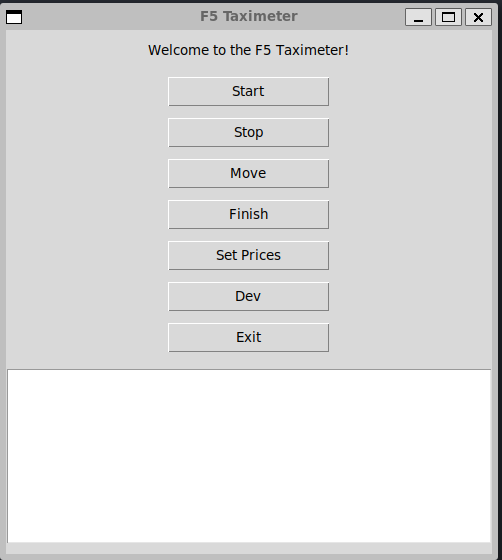 F5 Taximeter
Welcome to the F5 Taximeter!
Start
Stop
Move
Finish
Set Prices
Dev
Exit